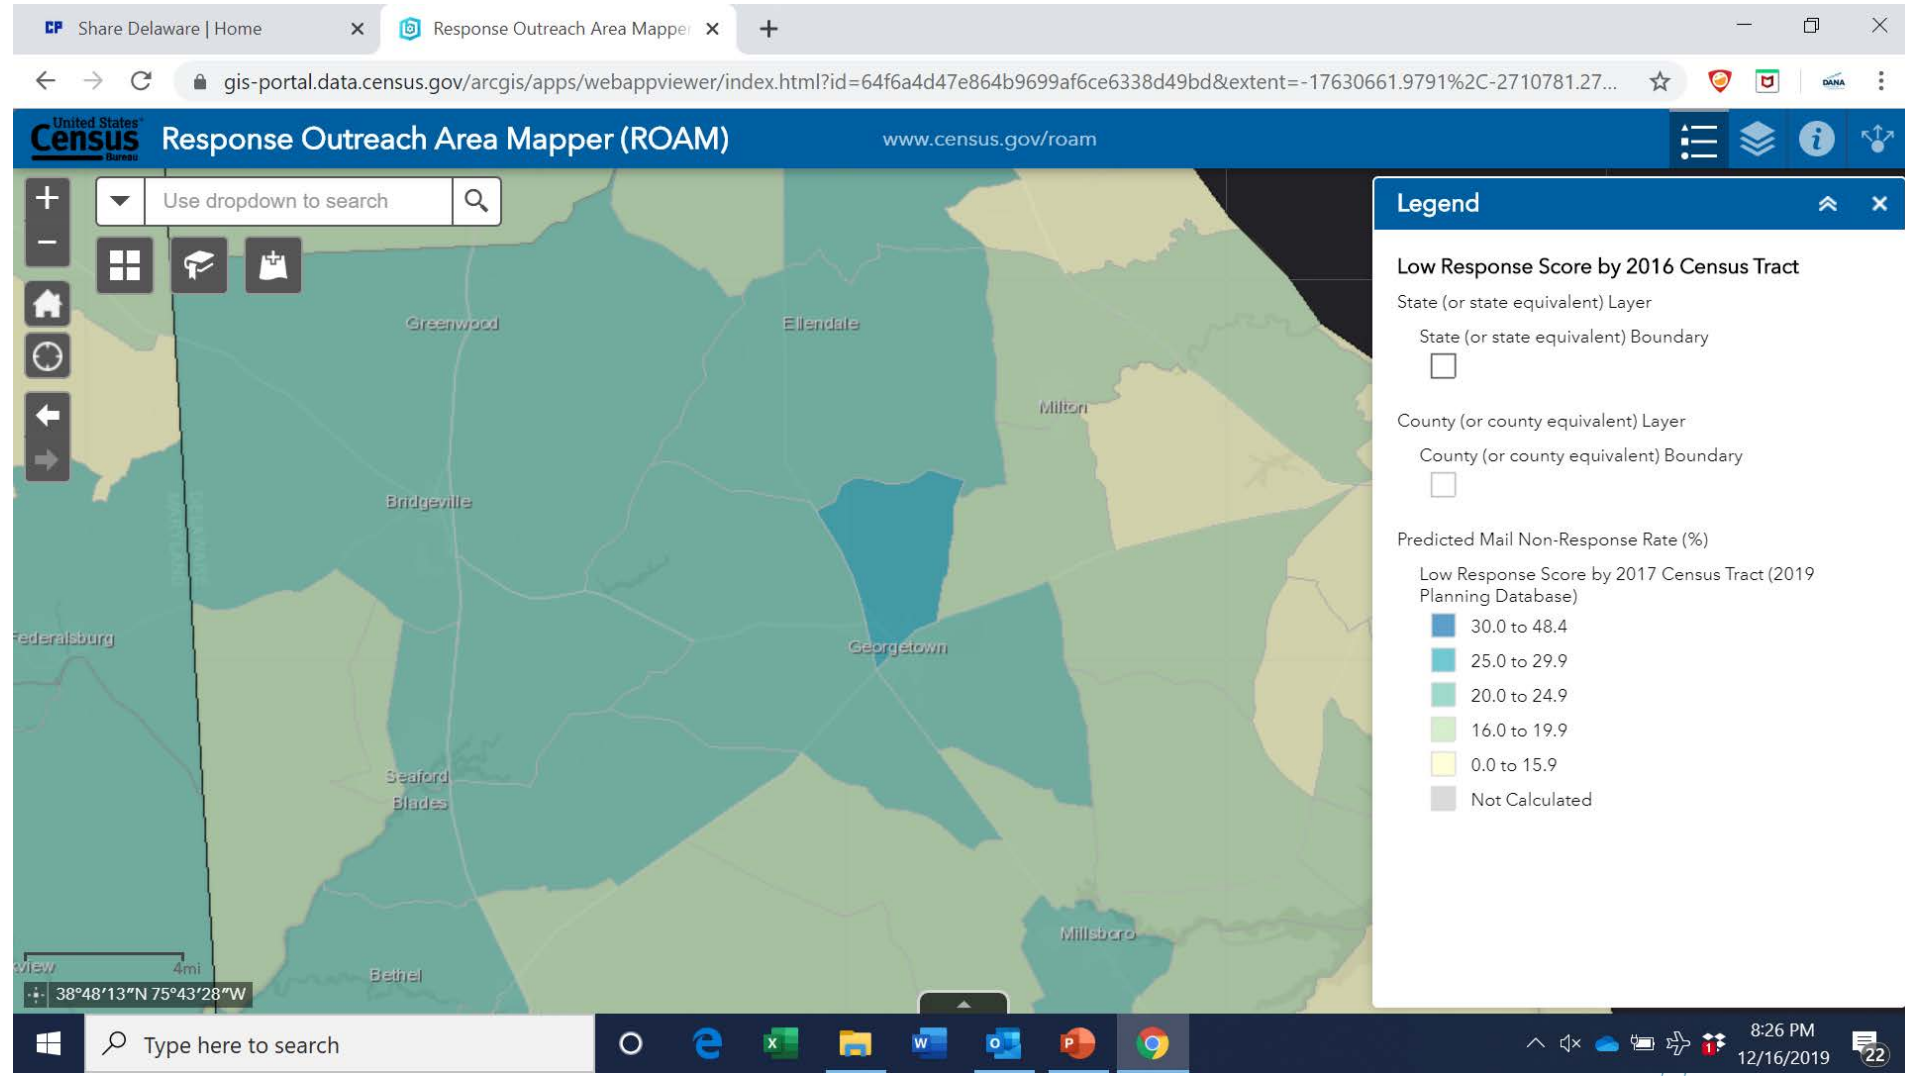 CP Share Delaware | Home
Response Outreach Area Mapper
gis-portal.data.census.gov/arcgis/apps/webappviewer/index.html?id=64f6a4d47e864b9699af6ce6338d49bd&extent=-17630661.9791%2C-2710781.27...
DANA
United States®
Census
Bureau
Response Outreach Area Mapper (ROAM)
www.census.gov/roam
Use dropdown to search
Greenwood
Ellendale
Milton
Bridgeville
MARYLAND
DELAWARE
Federalsburg
Georgetown
Seaford
Blades
Millsboro
Bethel
4mi
38°48'13"N 75°43'28"W
Legend
Low Response Score by 2016 Census Tract
State (or state equivalent) Layer
State (or state equivalent) Boundary
County (or county equivalent) Layer
County (or county equivalent) Boundary
Predicted Mail Non-Response Rate (%)
Low Response Score by 2017 Census Tract (2019
Planning Database)
30.0 to 48.4
25.0 to 29.9
20.0 to 24.9
16.0 to 19.9
0.0 to 15.9
Not Calculated
Type here to search
8:26 PM
12/16/2019
22